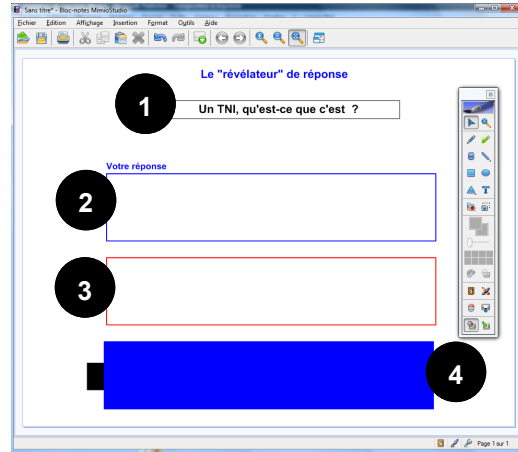 Sans titre* - Bloc-notes MimioStudio
Fichier Edition Affichage Insertion Format Outils Aide
Le "révélateur" de réponse
1
Un TNI, qu'est-ce que c'est ?
Votre réponse
2
3
4
T
Page 1 sur 1